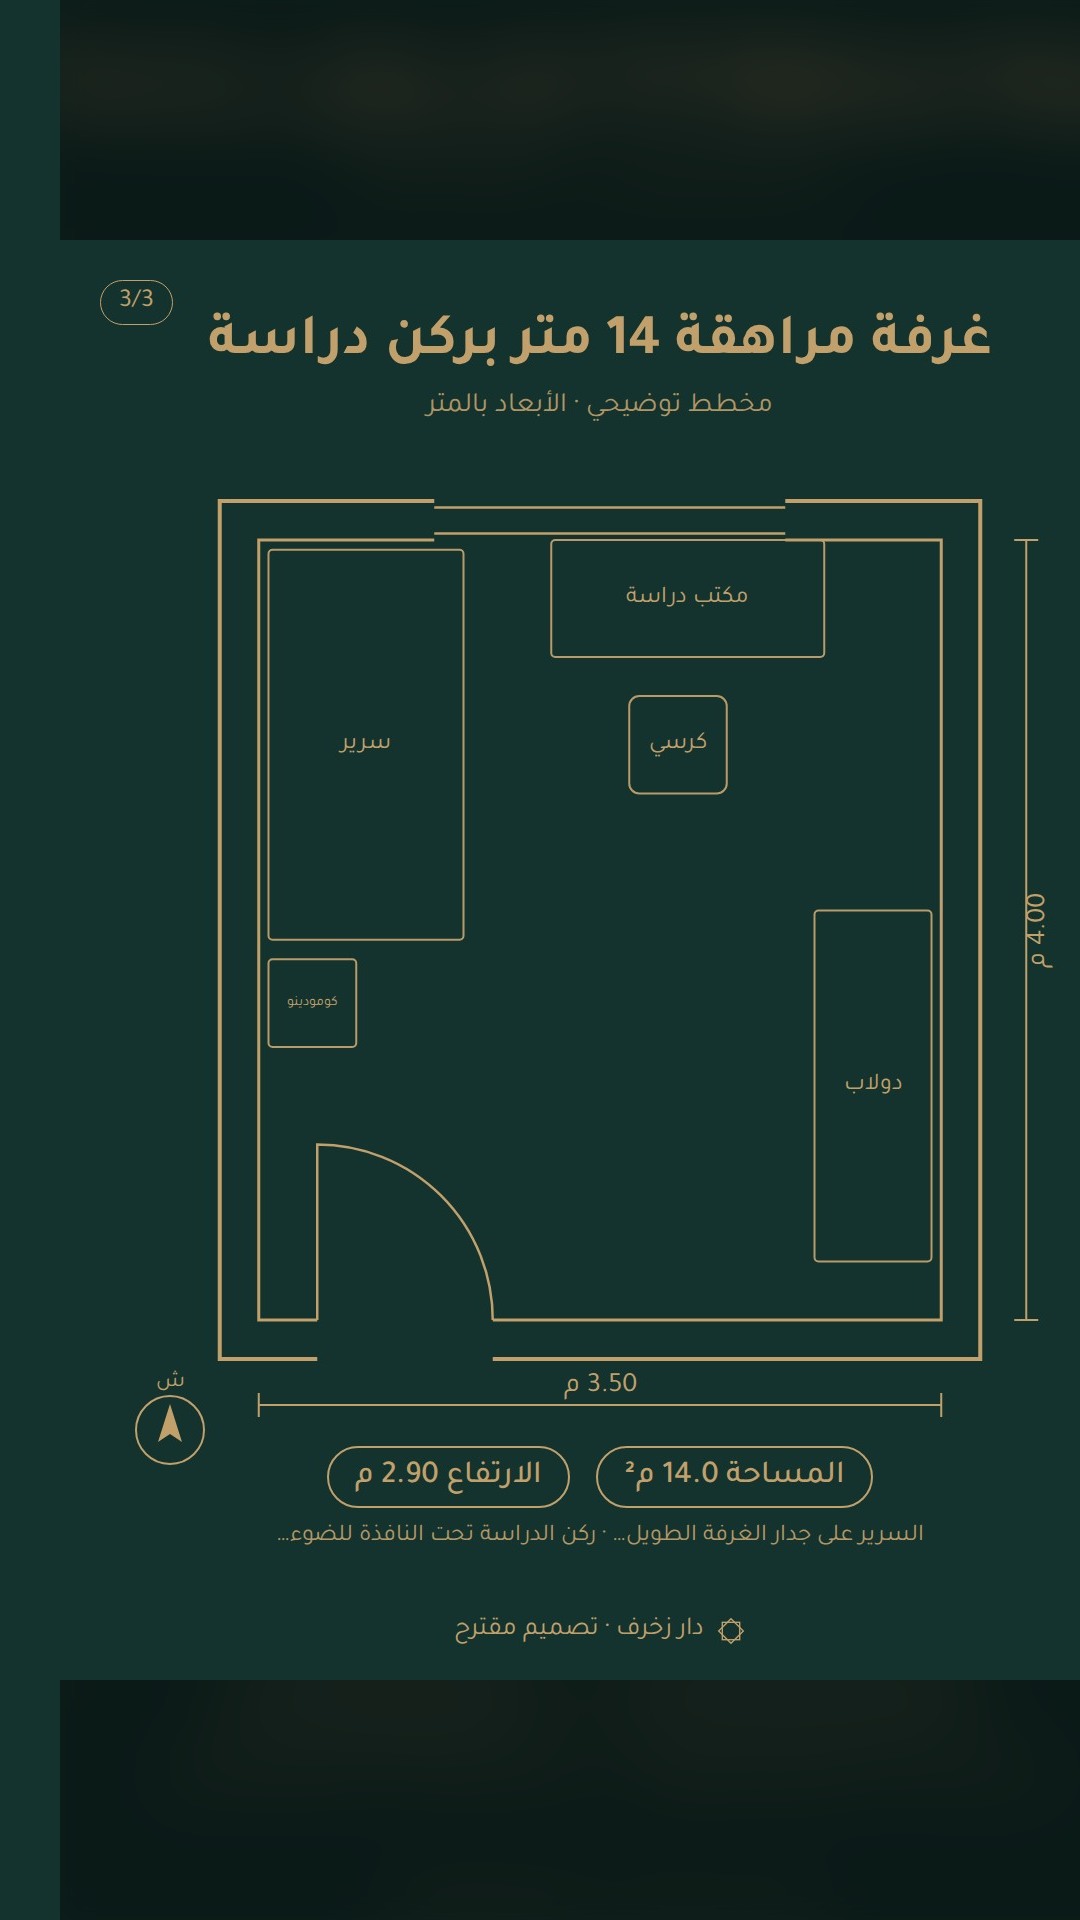 3/3
غرفة مراهقة 14 متر بركن دراسة
مخطط توضيحي · الأبعاد بالمتر
مكتب دراسة
سرير
كرسي
4.00 م
كومودينو
دولاب
ش
3.50 م
المساحة 14.0 م²
الارتفاع 2.90 م
السرير على جدار الغرفة الطويل… · ركن الدراسة تحت النافذة للضوء…
دار زخرف · تصميم مقترح